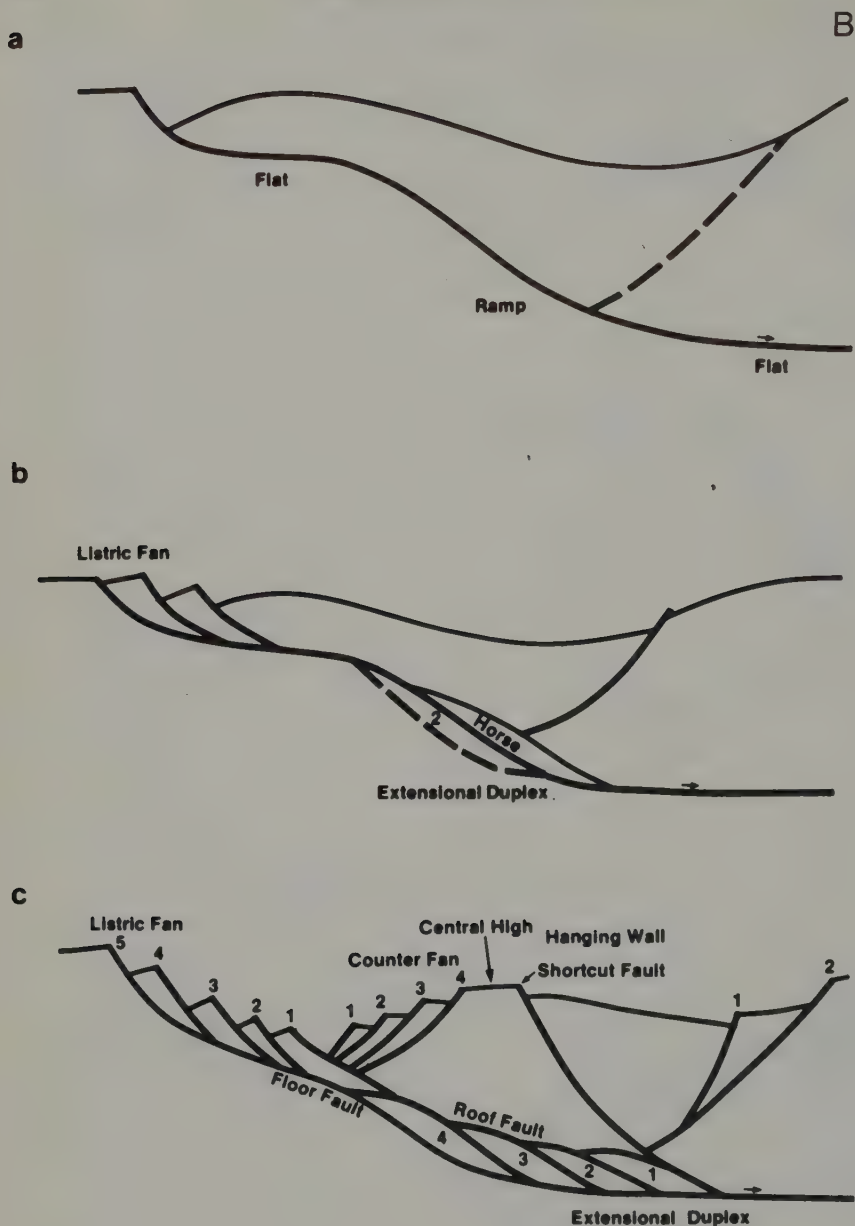 B
a
Flat
Ramp
Flat
b
Listric Fan
2
Horse
Extensional Duplex
c
Listric Fan
Central High
Hanging Wall
Counter Fan
Shortcut Fault
5
4
3
2
1
1
2
3
4
1
2
Floor Fault
Roof Fault
4
3
2
1
Extensional Duplex